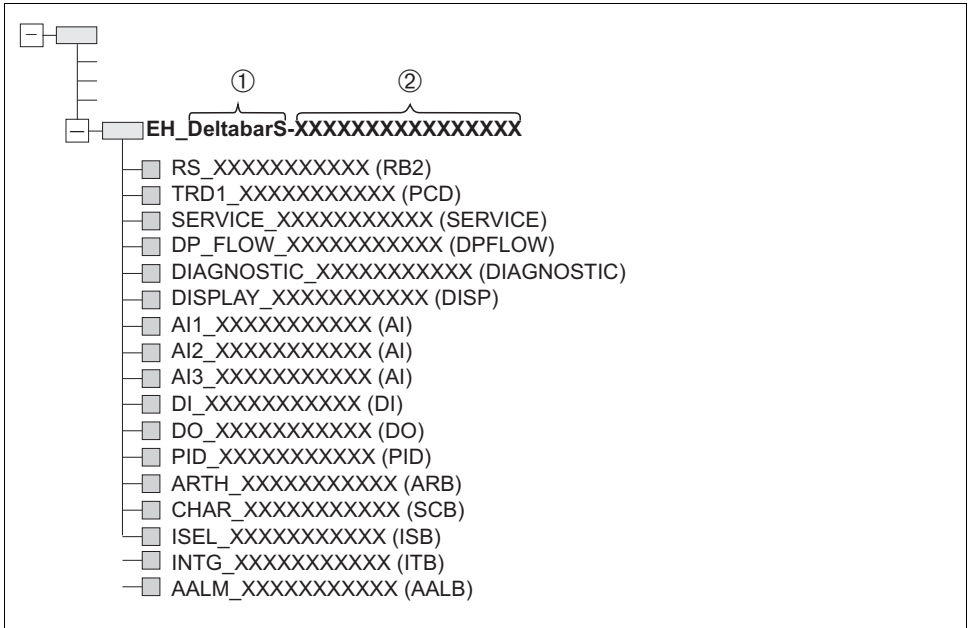 ① ②
EH_DeltabarS-XXXXXXXXXXXXXXXX
RS_XXXXXXXXXXX (RB2)
TRD1_XXXXXXXXXXX (PCD)
SERVICE_XXXXXXXXXXX (SERVICE)
DP_FLOW_XXXXXXXXXXX (DPFLOW)
DIAGNOSTIC_XXXXXXXXXXX (DIAGNOSTIC)
DISPLAY_XXXXXXXXXXX (DISP)
AI1_XXXXXXXXXXX (AI)
AI2_XXXXXXXXXXX (AI)
AI3_XXXXXXXXXXX (AI)
DI_XXXXXXXXXXX (DI)
DO_XXXXXXXXXXX (DO)
PID_XXXXXXXXXXX (PID)
ARTH_XXXXXXXXXXX (ARB)
CHAR_XXXXXXXXXXX (SCB)
ISEL_XXXXXXXXXXX (ISB)
INTG_XXXXXXXXXXX (ITB)
AALM_XXXXXXXXXXX (AALB)